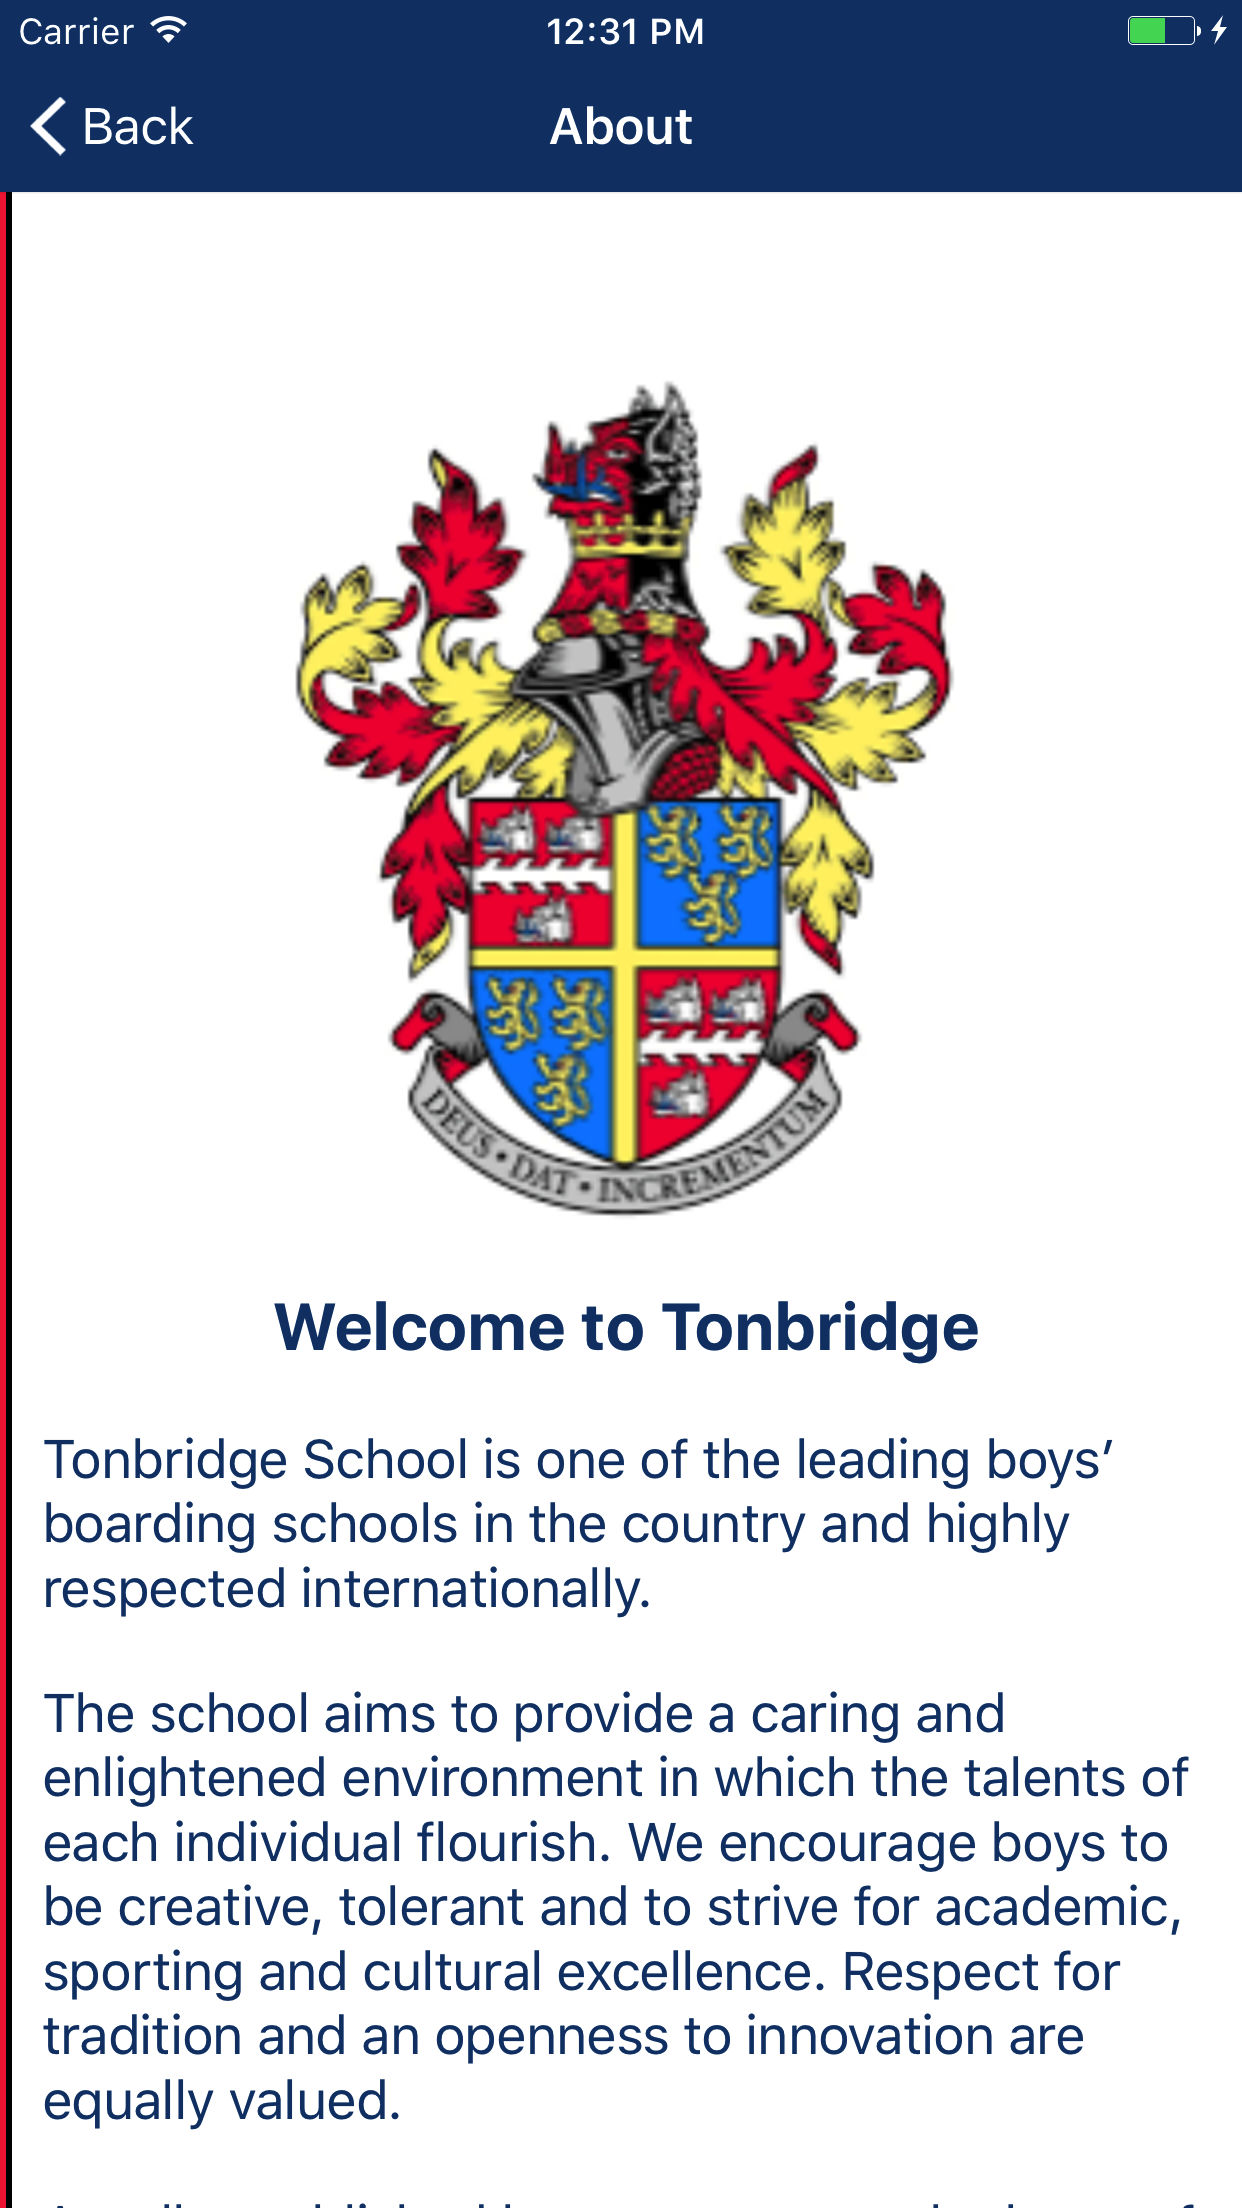 Carrier
12:31 PM
Back
About
DEUS • DAT • INCREMENTUM
Welcome to Tonbridge
Tonbridge School is one of the leading boys’
boarding schools in the country and highly
respected internationally.
The school aims to provide a caring and
enlightened environment in which the talents of
each individual flourish. We encourage boys to
be creative, tolerant and to strive for academic,
sporting and cultural excellence. Respect for
tradition and an openness to innovation are
equally valued.